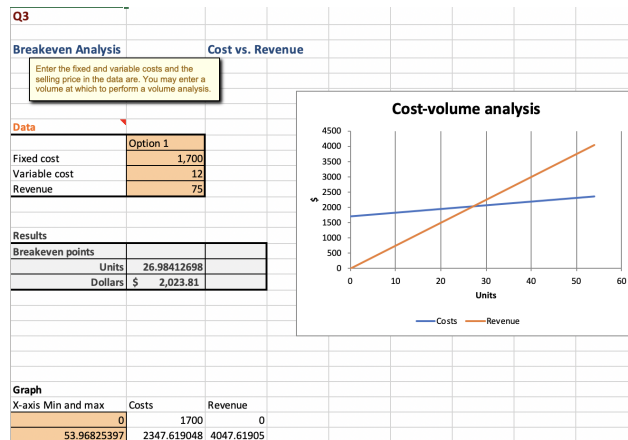 Q3
Breakeven Analysis Cost vs. Revenue
Enter the fixed and variable costs and the
selling price in the data are. You may enter a
volume at which to perform a volume analysis.
Data
Option 1
Fixed cost 1,700
Variable cost 12
Revenue 75
Results
Breakeven points
Units 26.98412698
Dollars $ 2,023.81
Cost-volume analysis
4500
4000
3500
3000
2500
2000
1500
1000
500
0
$
0 10 20 30 40 50 60
Units
Costs Revenue
Graph
X-axis Min and max Costs Revenue
0 1700 0
53.96825397 2347.619048 4047.61905